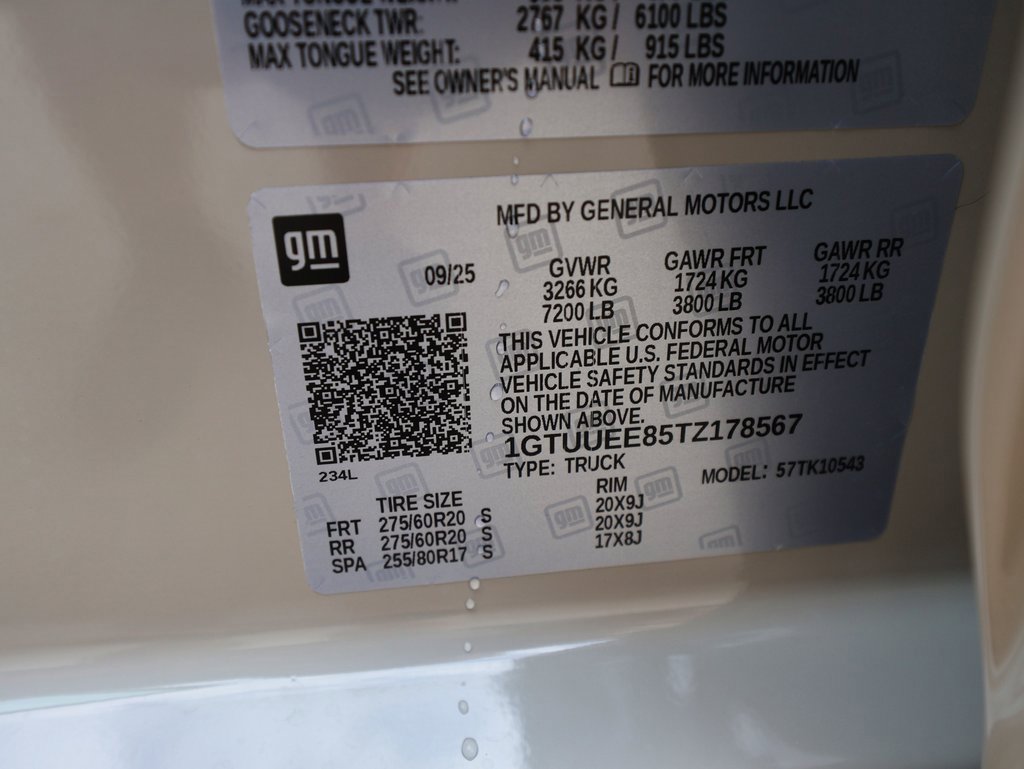 GOOSENECK TWR: 2767 KG / 6100 LBS
MAX TONGUE WEIGHT: 415 KG / 915 LBS
SEE OWNER'S MANUAL FOR MORE INFORMATION
gm
MFD BY GENERAL MOTORS LLC
09/25
GVWR GAWR FRT GAWR RR
3266 KG 1724 KG 1724 KG
7200 LB 3800 LB 3800 LB
THIS VEHICLE CONFORMS TO ALL
APPLICABLE U.S. FEDERAL MOTOR
VEHICLE SAFETY STANDARDS IN EFFECT
ON THE DATE OF MANUFACTURE
SHOWN ABOVE.
1GTUUEE85TZ178567
TYPE: TRUCK MODEL: 57TK10543
234L
TIRE SIZE RIM
FRT 275/60R20 S 20X9J
RR 275/60R20 S 20X9J
SPA 255/80R17 S 17X8J